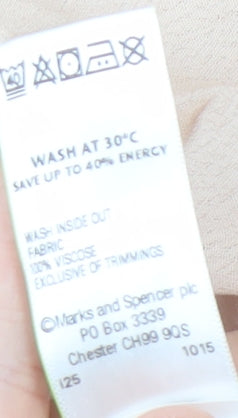 40
WASH AT 30°C
SAVE UP TO 40% ENERGY
WASH INSIDE OUT
FABRIC
100% VISCOSE
EXCLUSIVE OF TRIMMINGS
©Marks and Spencer plc
PO Box 3339
Chester CH99 9QS
125 1015